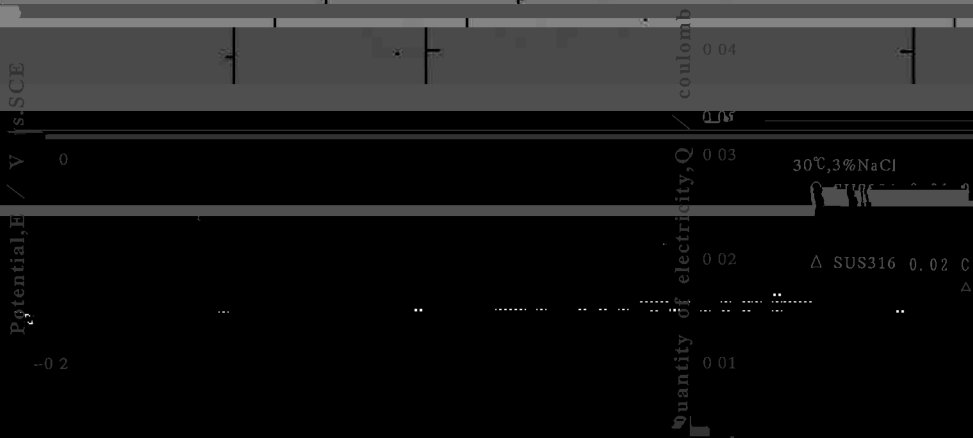 Potential,E / V vs.SCE
0
-0 2
Quantity of electricity,Q / coulomb
0 04
0 03
0 02
0 01
30℃,3%NaCl
△ SUS316 0.02 C
△